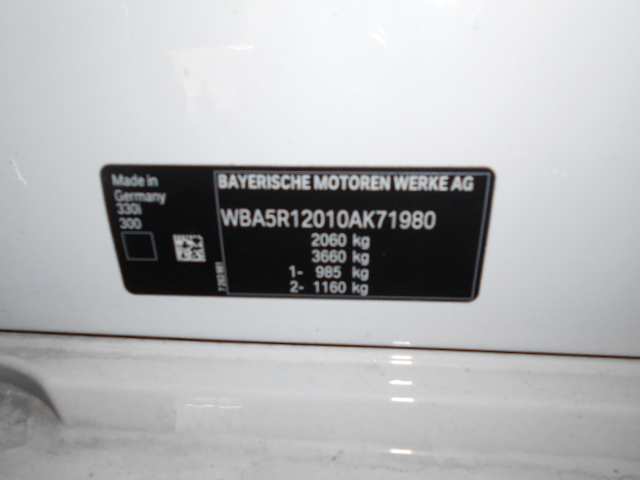 Made in
Germany
330i
300
BAYERISCHE MOTOREN WERKE AG
WBA5R12010AK71980
2060 kg
3660 kg
1- 985 kg
2- 1160 kg